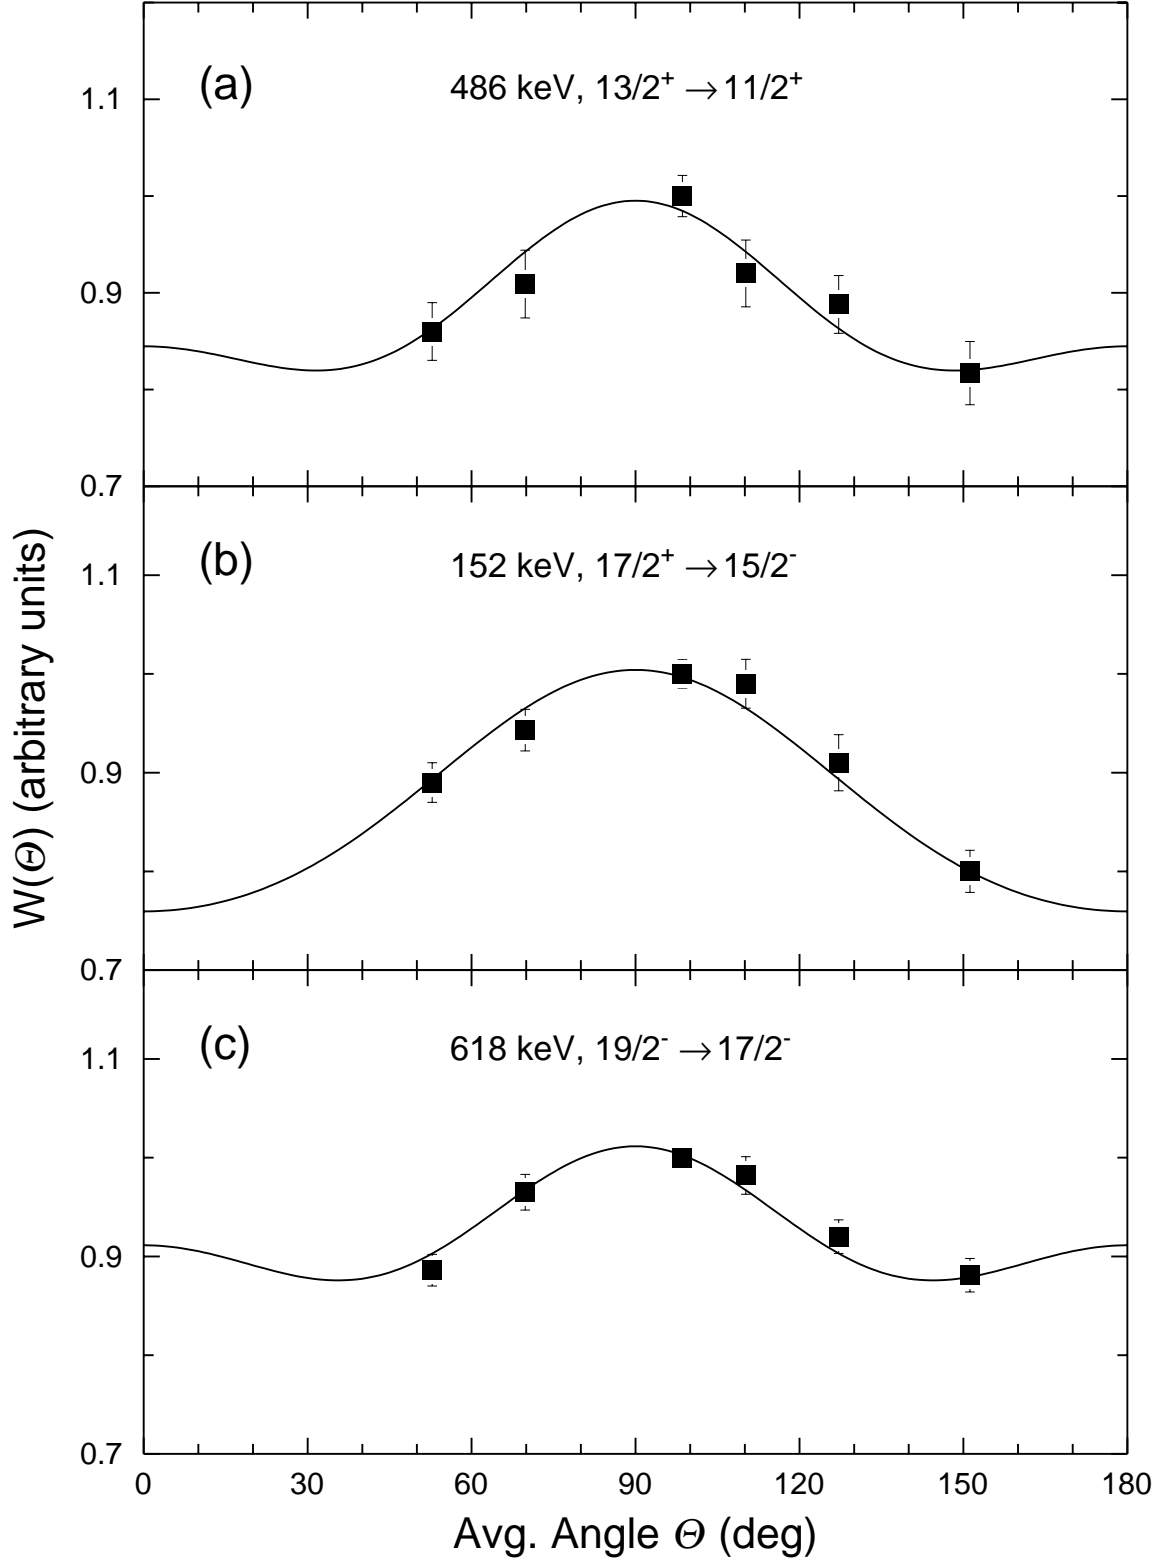 (a) 486 keV, 13/2⁺ →11/2⁺
1.1
0.9
0.7
(b) 152 keV, 17/2⁺ →15/2⁻
1.1
0.9
0.7
(c) 618 keV, 19/2⁻ →17/2⁻
1.1
0.9
0.7
W(Θ) (arbitrary units)
0 30 60 90 120 150 180
Avg. Angle Θ (deg)